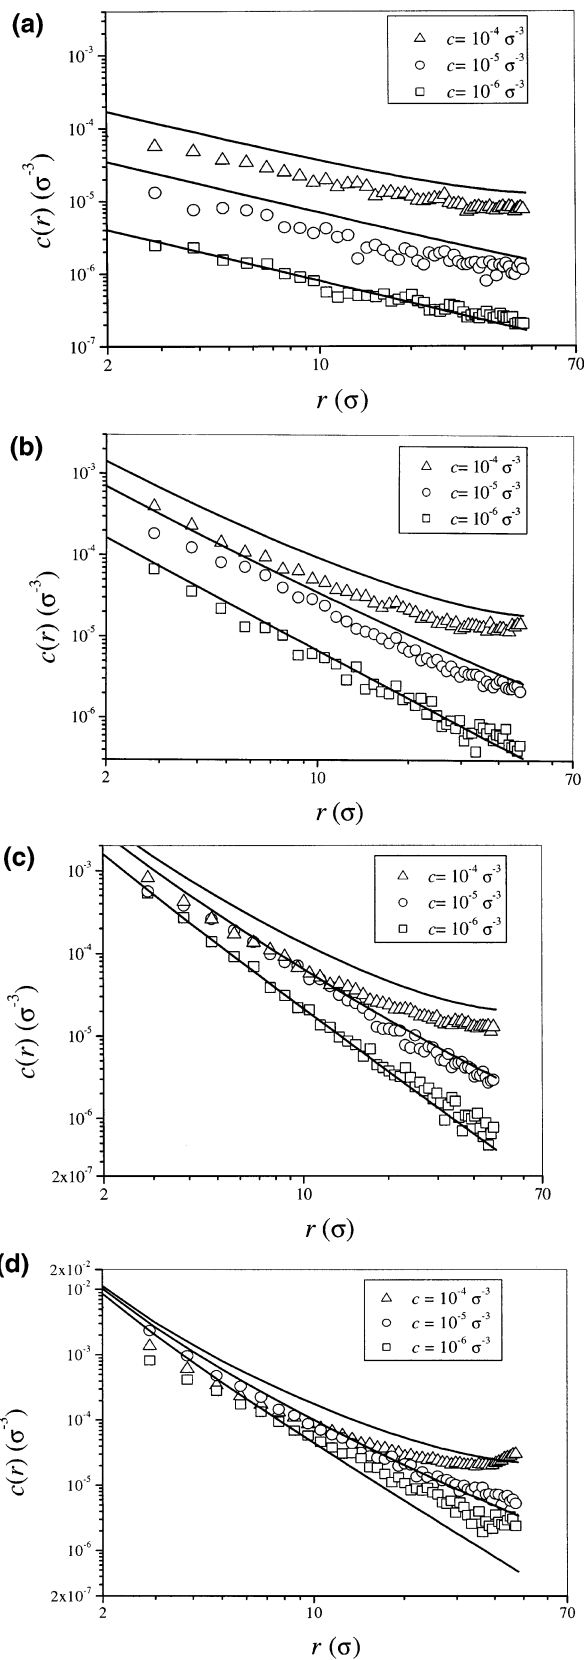 (a)
10⁻³
10⁻⁴
10⁻⁵
10⁻⁶
10⁻⁷
c(r) (σ⁻³)
△ c= 10⁻⁴ σ⁻³
○ c= 10⁻⁵ σ⁻³
□ c= 10⁻⁶ σ⁻³
2 10 70
r (σ)
(b)
10⁻³
10⁻⁴
10⁻⁵
10⁻⁶
c(r) (σ⁻³)
△ c= 10⁻⁴ σ⁻³
○ c= 10⁻⁵ σ⁻³
□ c= 10⁻⁶ σ⁻³
2 10 70
r (σ)
(c)
10⁻³
10⁻⁴
10⁻⁵
10⁻⁶
2x10⁻⁷
c(r) (σ⁻³)
△ c= 10⁻⁴ σ⁻³
○ c= 10⁻⁵ σ⁻³
□ c= 10⁻⁶ σ⁻³
2 10 70
r (σ)
(d)
2x10⁻²
10⁻²
10⁻³
10⁻⁴
10⁻⁵
10⁻⁶
2x10⁻⁷
c(r) (σ⁻³)
△ c = 10⁻⁴ σ⁻³
○ c = 10⁻⁵ σ⁻³
□ c = 10⁻⁶ σ⁻³
2 10 70
r (σ)